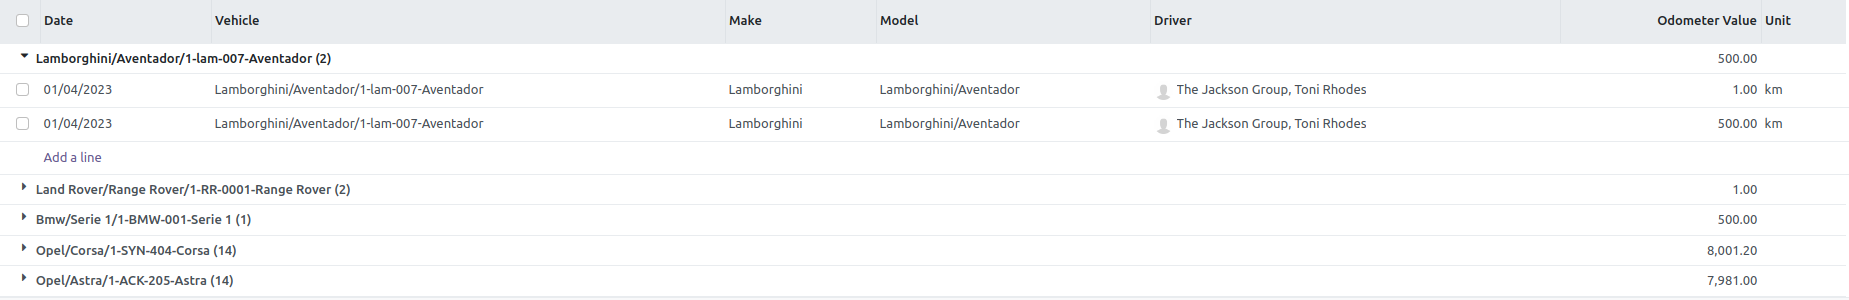 Date Vehicle Make Model Driver Odometer Value Unit
Lamborghini/Aventador/1-lam-007-Aventador (2) 500.00
01/04/2023 Lamborghini/Aventador/1-lam-007-Aventador Lamborghini Lamborghini/Aventador The Jackson Group, Toni Rhodes 1.00 km
01/04/2023 Lamborghini/Aventador/1-lam-007-Aventador Lamborghini Lamborghini/Aventador The Jackson Group, Toni Rhodes 500.00 km
Add a line
Land Rover/Range Rover/1-RR-0001-Range Rover (2) 1.00
Bmw/Serie 1/1-BMW-001-Serie 1 (1) 500.00
Opel/Corsa/1-SYN-404-Corsa (14) 8,001.20
Opel/Astra/1-ACK-205-Astra (14) 7,981.00